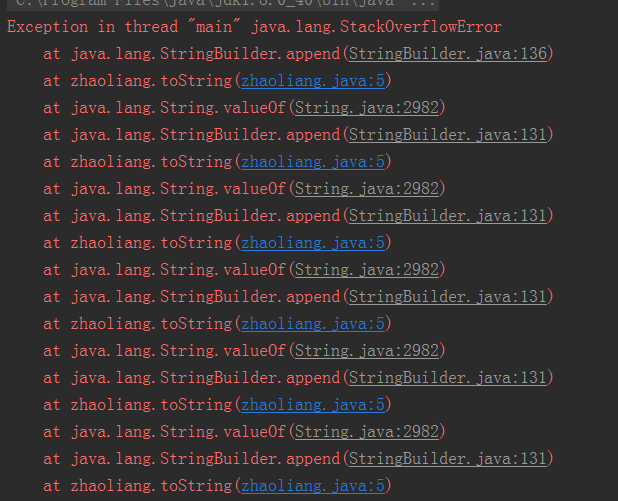 C:\Program Files\Java\jdk1.8.0_40\bin\java" ...
Exception in thread "main" java.lang.StackOverflowError
at java.lang.StringBuilder.append(StringBuilder.java:136)
at zhaoliang.toString(zhaoliang.java:5)
at java.lang.String.valueOf(String.java:2982)
at java.lang.StringBuilder.append(StringBuilder.java:131)
at zhaoliang.toString(zhaoliang.java:5)
at java.lang.String.valueOf(String.java:2982)
at java.lang.StringBuilder.append(StringBuilder.java:131)
at zhaoliang.toString(zhaoliang.java:5)
at java.lang.String.valueOf(String.java:2982)
at java.lang.StringBuilder.append(StringBuilder.java:131)
at zhaoliang.toString(zhaoliang.java:5)
at java.lang.String.valueOf(String.java:2982)
at java.lang.StringBuilder.append(StringBuilder.java:131)
at zhaoliang.toString(zhaoliang.java:5)
at java.lang.String.valueOf(String.java:2982)
at java.lang.StringBuilder.append(StringBuilder.java:131)
at zhaoliang.toString(zhaoliang.java:5)